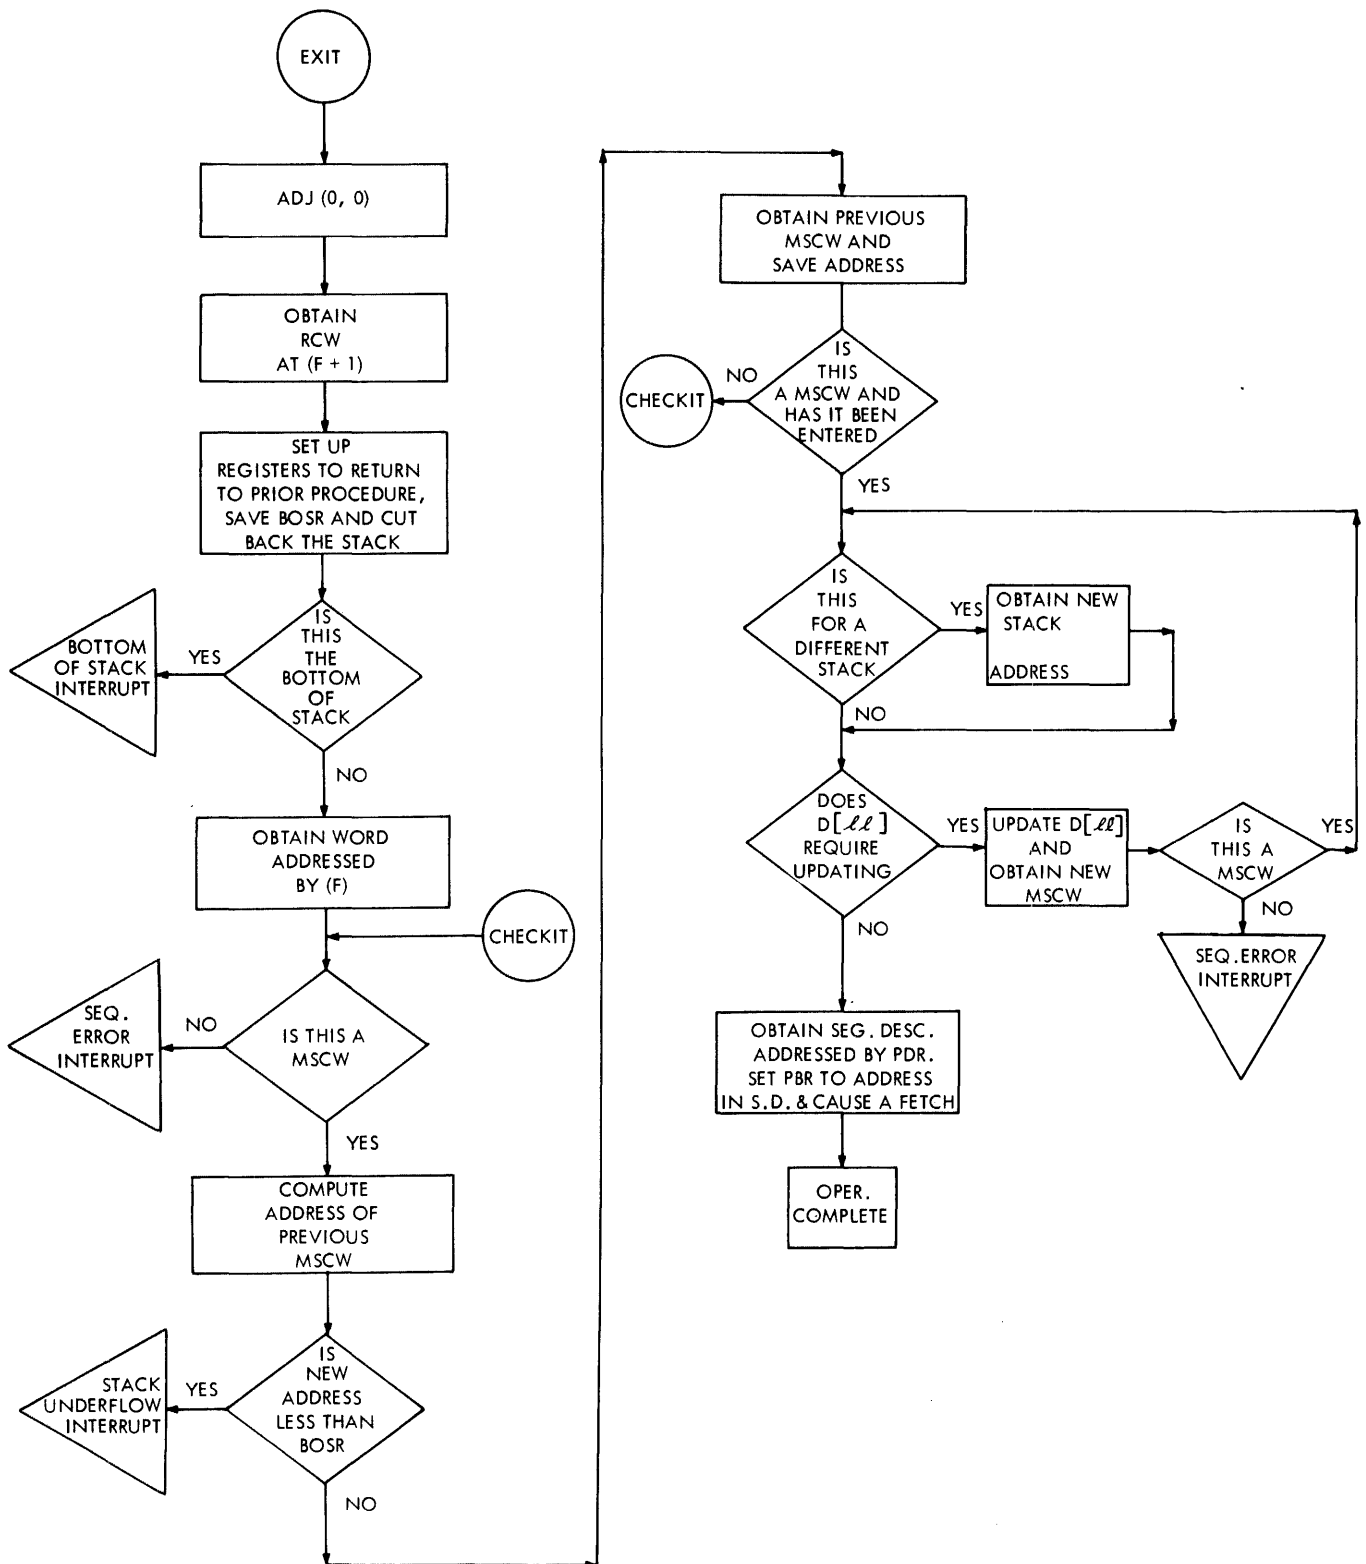 EXIT
ADJ (0, 0)
OBTAIN
RCW
AT (F + 1)
SET UP
REGISTERS TO RETURN
TO PRIOR PROCEDURE,
SAVE BOSR AND CUT
BACK THE STACK
IS
THIS
THE
BOTTOM
OF
STACK
YES
BOTTOM
OF STACK
INTERRUPT
NO
OBTAIN WORD
ADDRESSED
BY (F)
CHECKIT
IS THIS A
MSCW
NO
SEQ.
ERROR
INTERRUPT
YES
COMPUTE
ADDRESS OF
PREVIOUS
MSCW
IS
NEW
ADDRESS
LESS THAN
BOSR
YES
STACK
UNDERFLOW
INTERRUPT
NO
OBTAIN PREVIOUS
MSCW AND
SAVE ADDRESS
IS
THIS
A MSCW AND
HAS IT BEEN
ENTERED
NO
CHECKIT
YES
IS
THIS
FOR A
DIFFERENT
STACK
YES
OBTAIN NEW
STACK
ADDRESS
NO
DOES
D[ℓℓ]
REQUIRE
UPDATING
YES
UPDATE D[ℓℓ]
AND
OBTAIN NEW
MSCW
IS
THIS A
MSCW
YES
NO
SEQ.ERROR
INTERRUPT
NO
OBTAIN SEG. DESC.
ADDRESSED BY PDR.
SET PBR TO ADDRESS
IN S.D. & CAUSE A FETCH
OPER.
COMPLETE